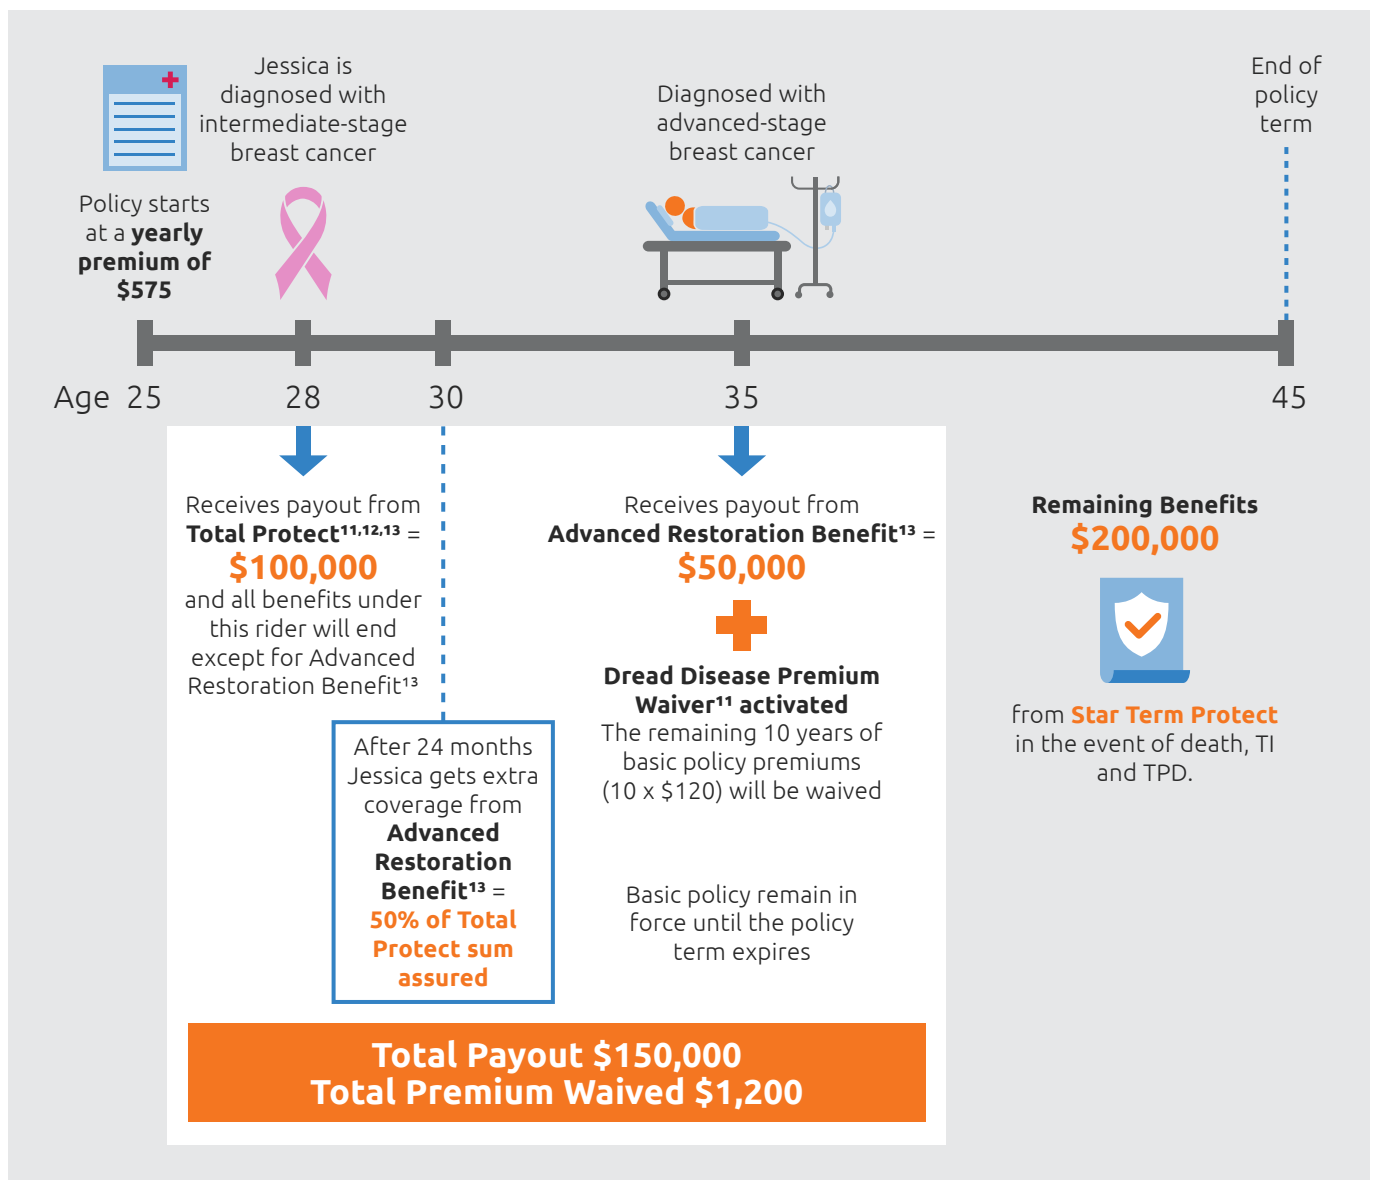 Policy starts
at a yearly
premium of
$575
Jessica is
diagnosed with
intermediate-stage
breast cancer
Diagnosed with
advanced-stage
breast cancer
End of
policy
term
Age 25 28 30 35 45
Receives payout from
Total Protect¹¹,¹²,¹³ =
$100,000
and all benefits under
this rider will end
except for Advanced
Restoration Benefit¹³
After 24 months
Jessica gets extra
coverage from
Advanced
Restoration
Benefit¹³ =
50% of Total
Protect sum
assured
Receives payout from
Advanced Restoration Benefit¹³ =
$50,000
Dread Disease Premium
Waiver¹¹ activated
The remaining 10 years of
basic policy premiums
(10 x $120) will be waived
Basic policy remain in
force until the policy
term expires
Remaining Benefits
$200,000
from Star Term Protect
in the event of death, TI
and TPD.
Total Payout $150,000
Total Premium Waived $1,200